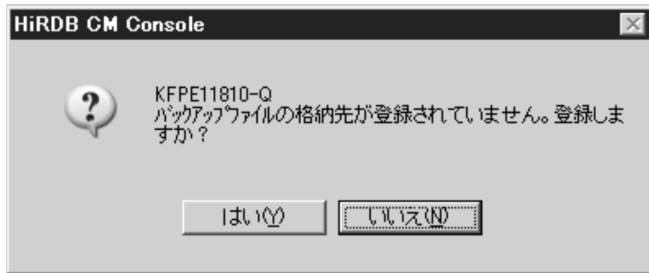 HiRDB CM Console
KFPE11810-Q
バックアップファイルの格納先が登録されていません。登録しま
すか？
はい(Y)
いいえ(N)